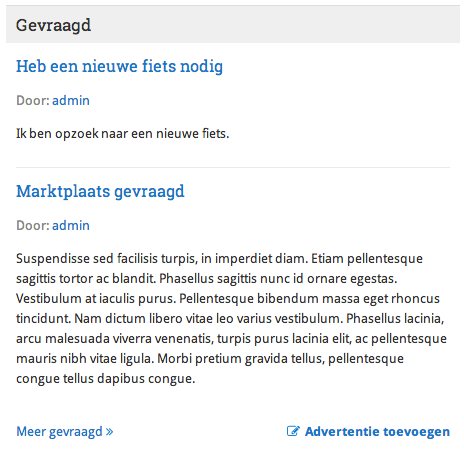 Gevraagd
Heb een nieuwe fiets nodig
Door: admin
Ik ben opzoek naar een nieuwe fiets.
Marktplaats gevraagd
Door: admin
Suspendisse sed facilisis turpis, in imperdiet diam. Etiam pellentesque
sagittis tortor ac blandit. Phasellus sagittis nunc id ornare egestas.
Vestibulum at iaculis purus. Pellentesque bibendum massa eget rhoncus
tincidunt. Nam dictum libero vitae leo varius vestibulum. Phasellus lacinia,
arcu malesuada viverra venenatis, turpis purus lacinia elit, ac pellentesque
mauris nibh vitae ligula. Morbi pretium gravida tellus, pellentesque
congue tellus dapibus congue.
Meer gevraagd »
Advertentie toevoegen